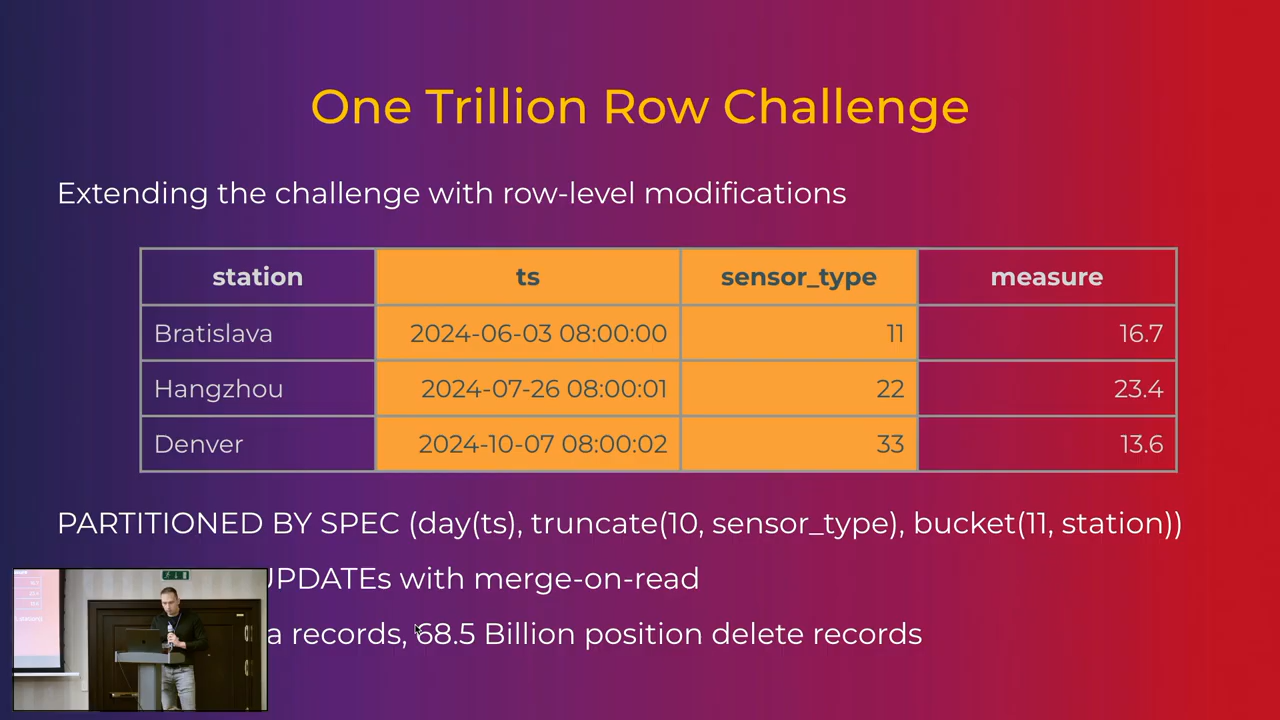 One Trillion Row Challenge
Extending the challenge with row-level modifications
station ts sensor_type measure
Bratislava 2024-06-03 08:00:00 11 16.7
Hangzhou 2024-07-26 08:00:01 22 23.4
Denver 2024-10-07 08:00:02 33 13.6
PARTITIONED BY SPEC (day(ts), truncate(10, sensor_type), bucket(11, station))
UPDATEs with merge-on-read
a records, 68.5 Billion position delete records